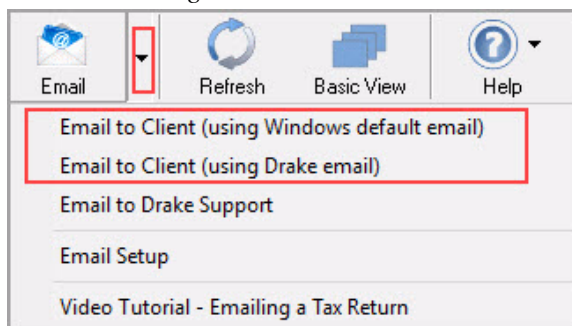 Email Refresh Basic View Help
Email to Client (using Windows default email)
Email to Client (using Drake email)
Email to Drake Support
Email Setup
Video Tutorial - Emailing a Tax Return